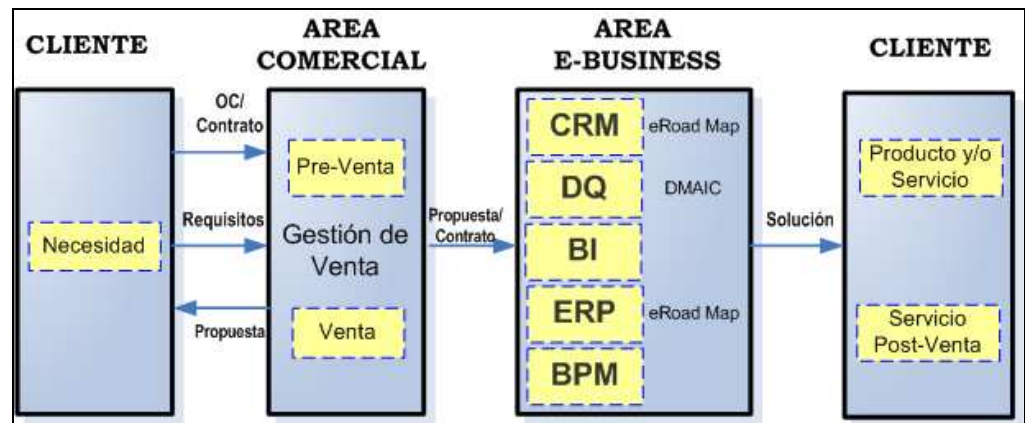 CLIENTE
AREA
COMERCIAL
AREA
E-BUSINESS
CLIENTE
Necesidad
OC/
Contrato
Requisitos
Propuesta
Pre-Venta
Gestión de
Venta
Venta
Propuesta/
Contrato
CRM eRoad Map
DQ DMAIC
BI
ERP eRoad Map
BPM
Solución
Producto y/o
Servicio
Servicio
Post-Venta